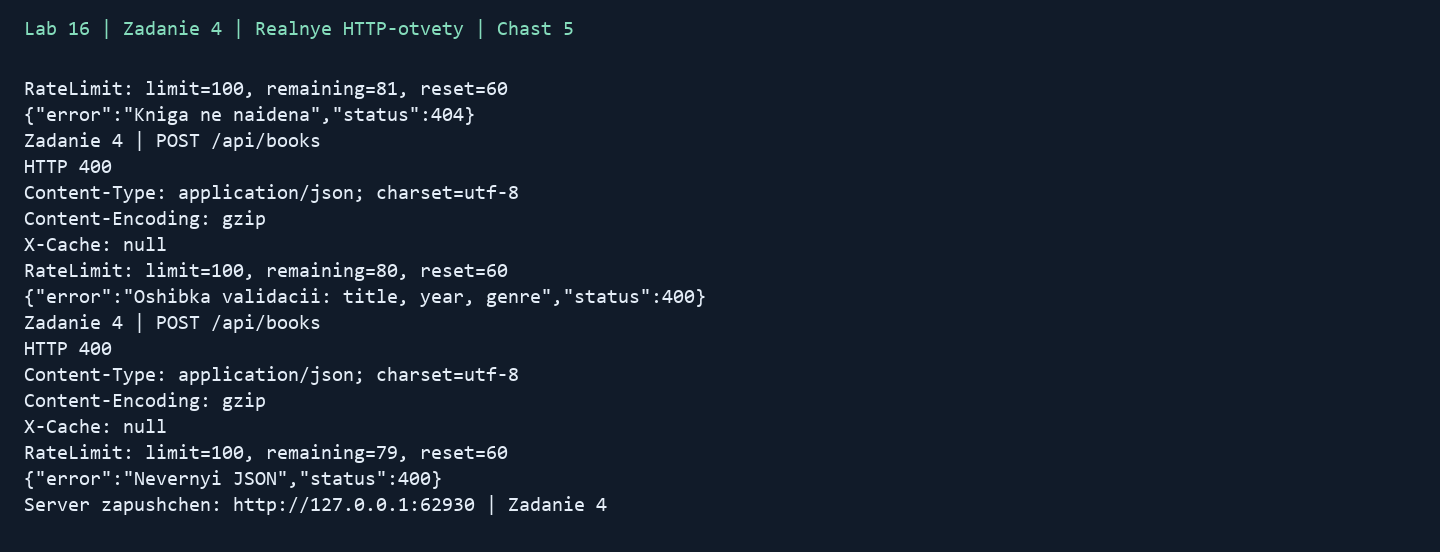 Lab 16 | Zadanie 4 | Realnye HTTP-otvety | Chast 5
RateLimit: limit=100, remaining=81, reset=60
{"error":"Kniga ne naidena","status":404}
Zadanie 4 | POST /api/books
HTTP 400
Content-Type: application/json; charset=utf-8
Content-Encoding: gzip
X-Cache: null
RateLimit: limit=100, remaining=80, reset=60
{"error":"Oshibka validacii: title, year, genre","status":400}
Zadanie 4 | POST /api/books
HTTP 400
Content-Type: application/json; charset=utf-8
Content-Encoding: gzip
X-Cache: null
RateLimit: limit=100, remaining=79, reset=60
{"error":"Nevernyi JSON","status":400}
Server zapushchen: http://127.0.0.1:62930 | Zadanie 4